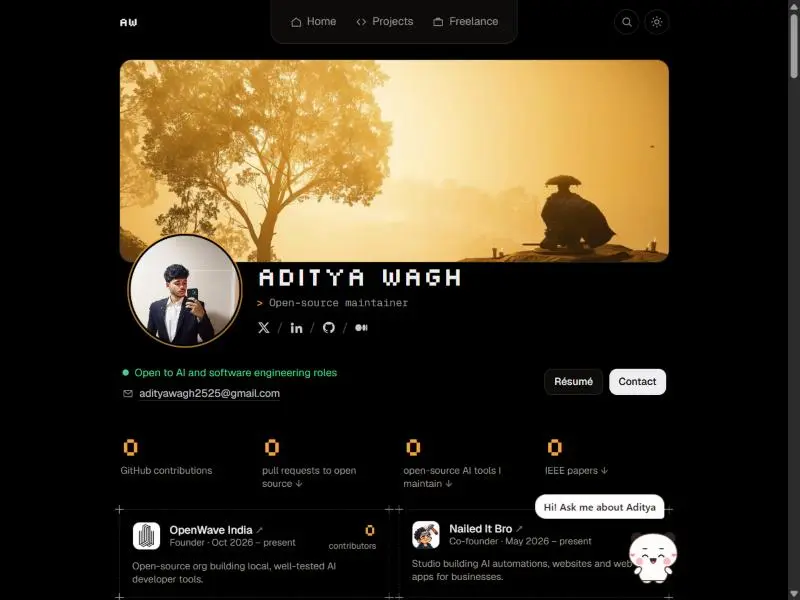 AW
Home
Projects
Freelance
ADITYA WAGH
> Open-source maintainer
X / in / /
Open to AI and software engineering roles
adityawagh2525@gmail.com
Résumé
Contact
0
GitHub contributions
0
pull requests to open
source ↓
0
open-source AI tools I
maintain ↓
0
IEEE papers ↓
Hi! Ask me about Aditya
OpenWave India ↗
Founder · Oct 2026 – present
0
contributors
Open-source org building local, well-tested AI
developer tools.
Nailed It Bro ↗
Co-founder · May 2026 – present
Studio building AI automations, websites and web
apps for businesses.